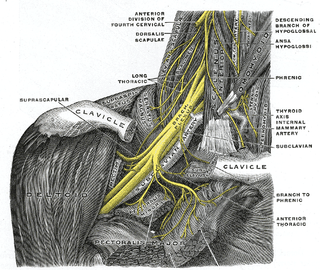 ANTERIOR
DIVISION OF
FOURTH CERVICAL
DORSALIS
SCAPULAE
LONG
THORACIC
SUPRASCAPULAR
CLAVICLE
DELTOID
PECTORALIS MAJOR
DESCENDING
BRANCH OF
HYPOGLOSSAL
ANSA
HYPOGLOSSI
PHRENIC
THYROID
AXIS
INTERNAL
MAMMARY
ARTERY
SUBCLAVIAN
CLAVICLE
BRANCH TO
PHRENIC
ANTERIOR
THORACIC